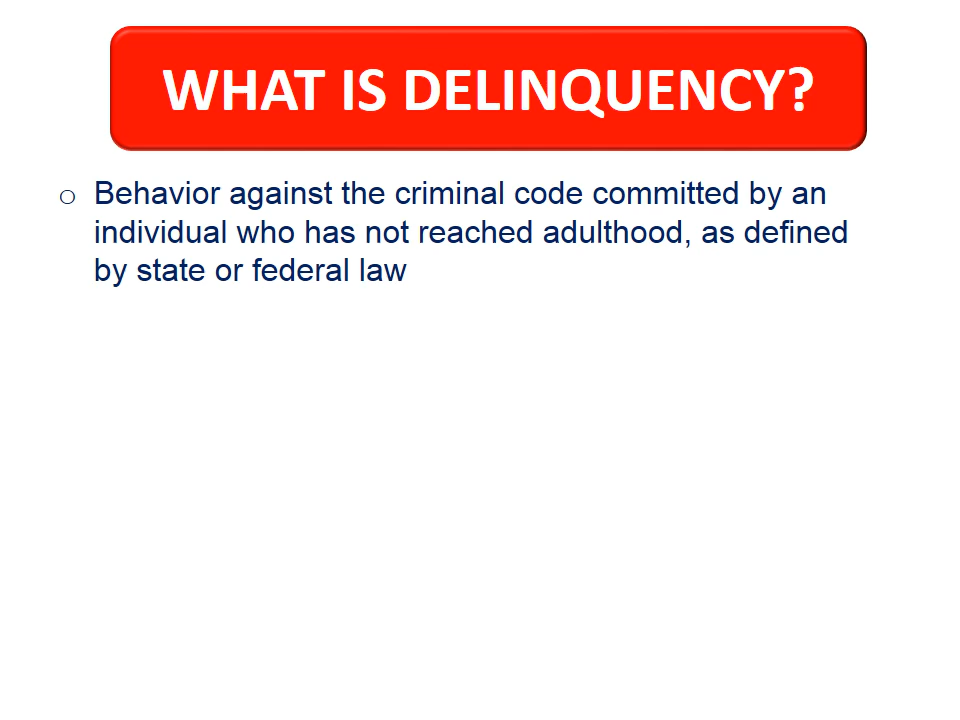 WHAT IS DELINQUENCY?
o Behavior against the criminal code committed by an
individual who has not reached adulthood, as defined
by state or federal law